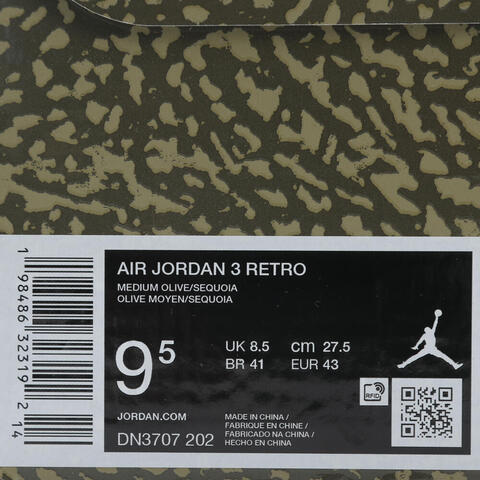 1 98486 32319 2 14
AIR JORDAN 3 RETRO
MEDIUM OLIVE/SEQUOIA
OLIVE MOYEN/SEQUOIA
9⁵
UK 8.5 cm 27.5
BR 41 EUR 43
JORDAN.COM
DN3707 202
MADE IN CHINA /
FABRIQUE EN CHINE /
FABRICADO NA CHINA /
HECHO EN CHINA
RFID